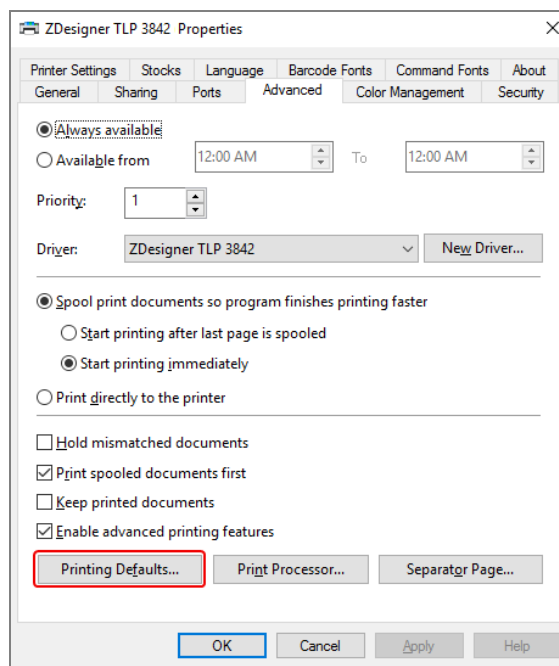 ZDesigner TLP 3842 Properties
Printer Settings Stocks Language Barcode Fonts Command Fonts About
General Sharing Ports Advanced Color Management Security
Always available
Available from 12:00 AM To 12:00 AM
Priority: 1
Driver: ZDesigner TLP 3842 New Driver...
Spool print documents so program finishes printing faster
Start printing after last page is spooled
Start printing immediately
Print directly to the printer
Hold mismatched documents
Print spooled documents first
Keep printed documents
Enable advanced printing features
Printing Defaults... Print Processor... Separator Page...
OK Cancel Apply Help